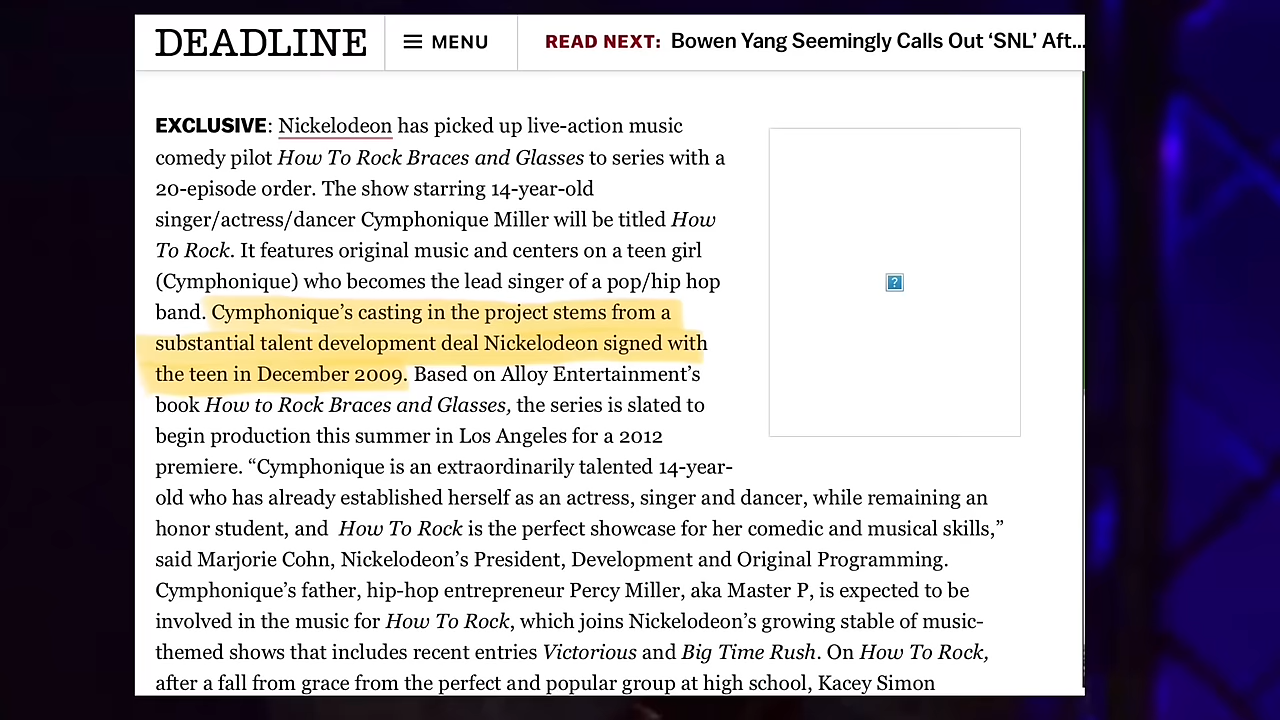 DEADLINE
MENU
READ NEXT: Bowen Yang Seemingly Calls Out ‘SNL’ Aft...
EXCLUSIVE: Nickelodeon has picked up live-action music
comedy pilot How To Rock Braces and Glasses to series with a
20-episode order. The show starring 14-year-old
singer/actress/dancer Cymphonique Miller will be titled How
To Rock. It features original music and centers on a teen girl
(Cymphonique) who becomes the lead singer of a pop/hip hop
band. Cymphonique’s casting in the project stems from a
substantial talent development deal Nickelodeon signed with
the teen in December 2009. Based on Alloy Entertainment’s
book How to Rock Braces and Glasses, the series is slated to
begin production this summer in Los Angeles for a 2012
premiere. “Cymphonique is an extraordinarily talented 14-year-
old who has already established herself as an actress, singer and dancer, while remaining an
honor student, and How To Rock is the perfect showcase for her comedic and musical skills,”
said Marjorie Cohn, Nickelodeon’s President, Development and Original Programming.
Cymphonique’s father, hip-hop entrepreneur Percy Miller, aka Master P, is expected to be
involved in the music for How To Rock, which joins Nickelodeon’s growing stable of music-
themed shows that includes recent entries Victorious and Big Time Rush. On How To Rock,
after a fall from grace from the perfect and popular group at high school, Kacey Simon